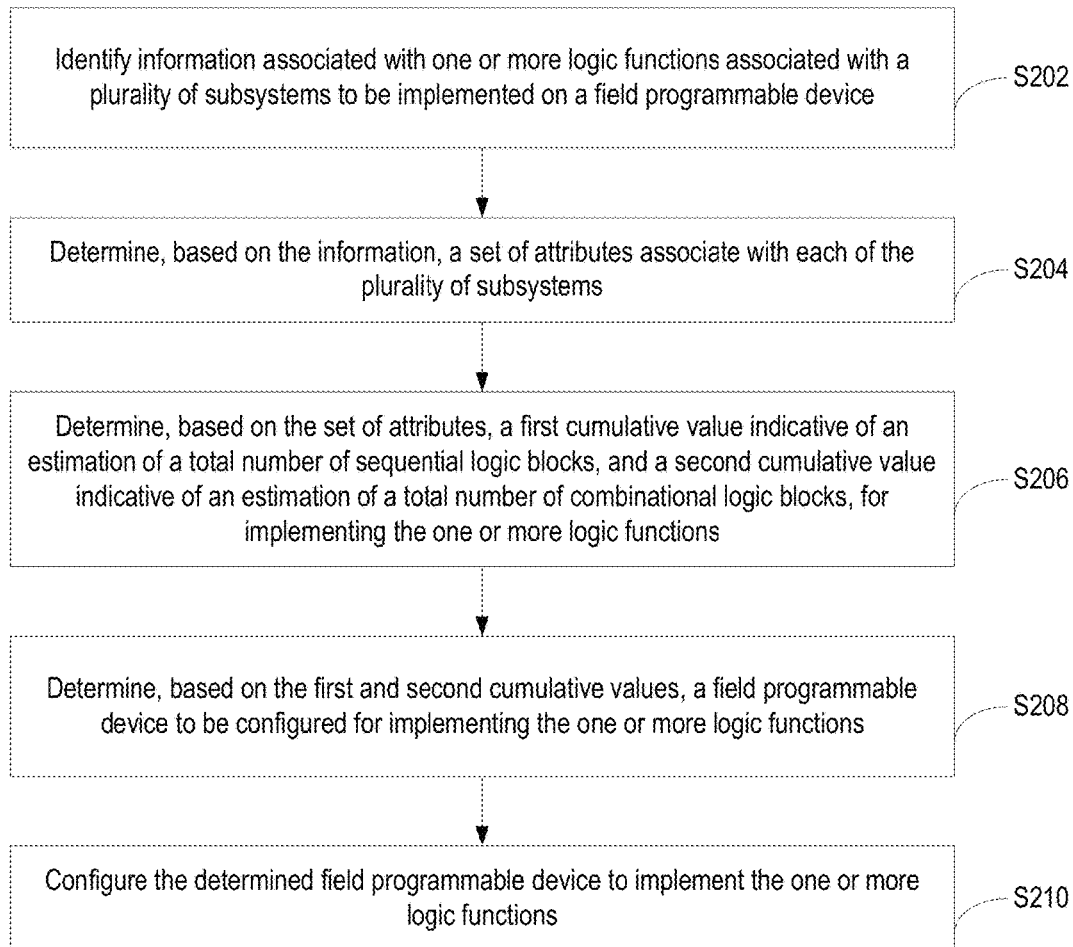 Identify information associated with one or more logic functions associated with a
plurality of subsystems to be implemented on a field programmable device
S202
Determine, based on the information, a set of attributes associate with each of the
plurality of subsystems
S204
Determine, based on the set of attributes, a first cumulative value indicative of an
estimation of a total number of sequential logic blocks, and a second cumulative value
indicative of an estimation of a total number of combinational logic blocks, for
implementing the one or more logic functions
S206
Determine, based on the first and second cumulative values, a field programmable
device to be configured for implementing the one or more logic functions
S208
Configure the determined field programmable device to implement the one or more
logic functions
S210